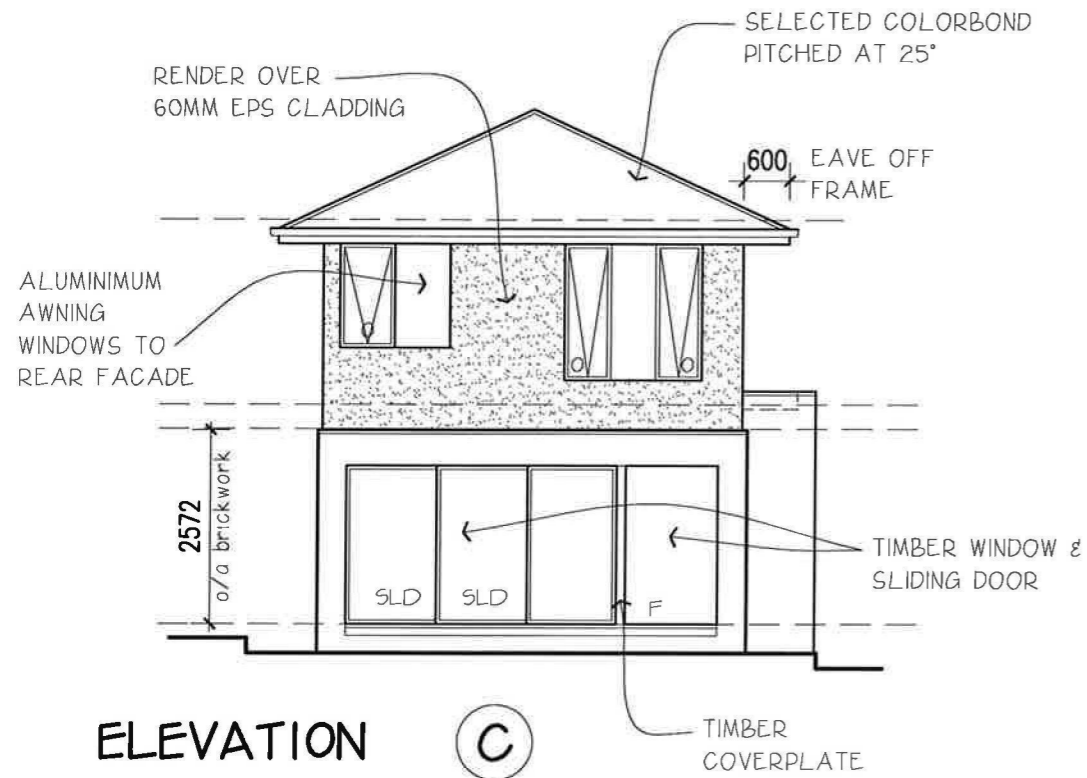 SELECTED COLORBOND
PITCHED AT 25°
RENDER OVER
60MM EPS CLADDING
600
EAVE OFF
FRAME
ALUMINIMUM
AWNING
WINDOWS TO
REAR FACADE
2572
o/a brickwork
SLD
SLD
F
TIMBER WINDOW &
SLIDING DOOR
TIMBER
COVERPLATE
ELEVATION
C